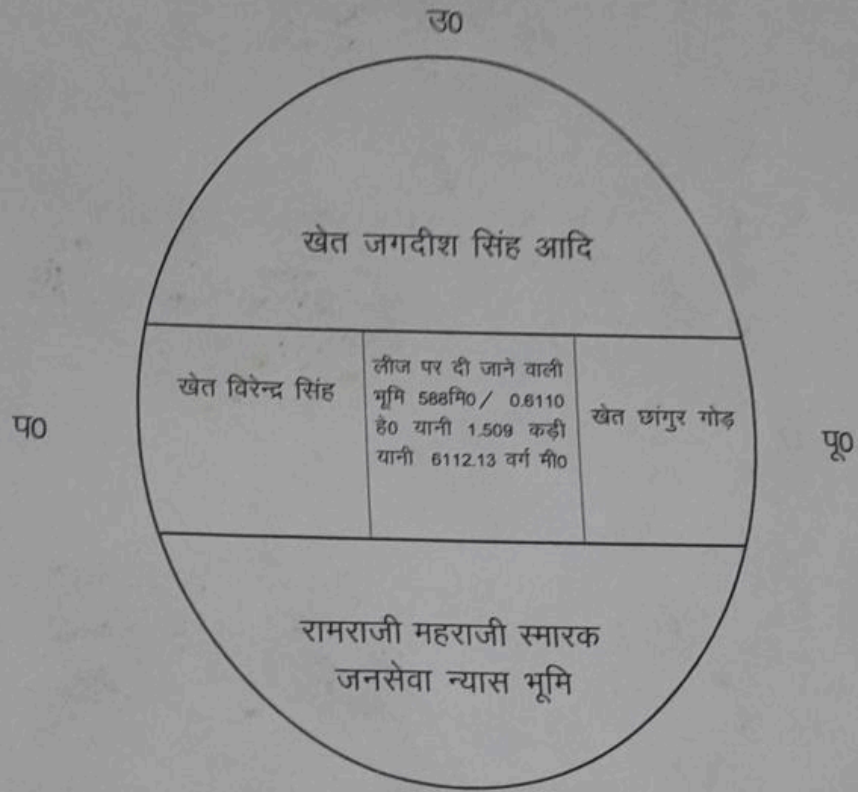 उ0
खेत जगदीश सिंह आदि
प0
खेत विरेन्द्र सिंह
लीज पर दी जाने वाली
भूमि 588मि0 / 0.6110
हे0 यानी 1.509 कड़ी
यानी 6112.13 वर्ग मी0
खेत छांगुर गोड़
पू0
रामराजी महराजी स्मारक
जनसेवा न्यास भूमि